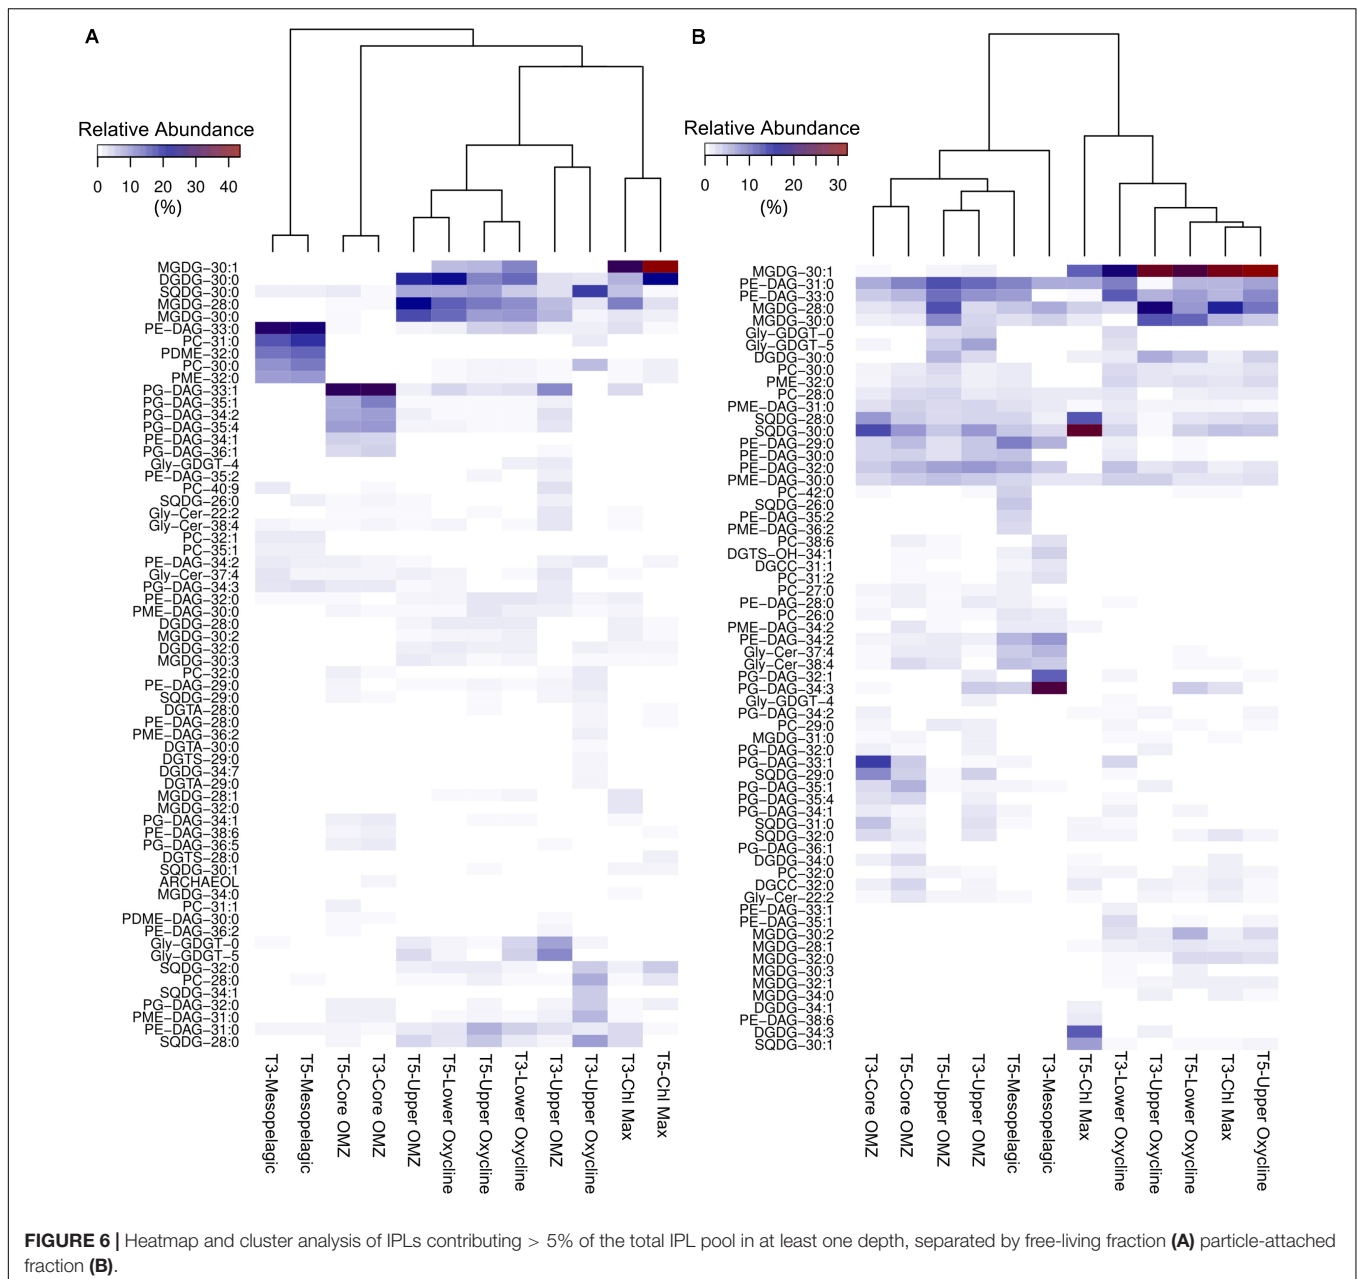 A
Relative Abundance
0 10 20 30 40
(%)
MGDG-30:1
DGDG-30:0
SQDG-30:0
MGDG-28:0
MGDG-30:0
PE-DAG-33:0
PC-31:0
PDME-32:0
PC-30:0
PME-32:0
PG-DAG-33:1
PG-DAG-35:1
PG-DAG-34:2
PG-DAG-35:4
PE-DAG-34:1
PG-DAG-36:1
Gly-GDGT-4
PE-DAG-35:2
PC-40:9
SQDG-26:0
Gly-Cer-22:2
Gly-Cer-38:4
PC-32:1
PC-35:1
PE-DAG-34:2
Gly-Cer-37:4
PG-DAG-34:3
PE-DAG-32:0
PME-DAG-30:0
DGDG-28:0
MGDG-30:2
DGDG-32:0
MGDG-30:3
PC-32:0
PE-DAG-29:0
SQDG-29:0
DGTA-28:0
PE-DAG-28:0
PME-DAG-36:2
DGTA-30:0
DGTS-29:0
DGDG-34:7
DGTA-29:0
MGDG-28:1
MGDG-32:0
PG-DAG-34:1
PE-DAG-38:6
PG-DAG-36:5
DGTS-28:0
SQDG-30:1
ARCHAEOL
MGDG-34:0
PC-31:1
PDME-DAG-30:0
PE-DAG-36:2
Gly-GDGT-0
Gly-GDGT-5
SQDG-32:0
PC-28:0
SQDG-34:1
PG-DAG-32:0
PME-DAG-31:0
PE-DAG-31:0
SQDG-28:0
T3-Mesopelagic
T5-Mesopelagic
T5-Core OMZ
T3-Core OMZ
T5-Upper OMZ
T5-Lower Oxycline
T5-Upper Oxycline
T3-Lower Oxycline
T3-Upper OMZ
T3-Upper Oxycline
T3-Chl Max
T5-Chl Max
B
Relative Abundance
0 10 20 30
(%)
MGDG-30:1
PE-DAG-31:0
PE-DAG-33:0
MGDG-28:0
MGDG-30:0
Gly-GDGT-0
Gly-GDGT-5
DGDG-30:0
PC-30:0
PME-32:0
PC-28:0
PME-DAG-31:0
SQDG-28:0
SQDG-30:0
PE-DAG-29:0
PE-DAG-30:0
PE-DAG-32:0
PME-DAG-30:0
PC-42:0
SQDG-26:0
PE-DAG-35:2
PME-DAG-36:2
PC-38:6
DGTS-OH-34:1
DGCC-31:1
PC-31:2
PC-27:0
PE-DAG-28:0
PC-26:0
PME-DAG-34:2
PE-DAG-34:2
Gly-Cer-37:4
Gly-Cer-38:4
PG-DAG-32:1
PG-DAG-34:3
Gly-GDGT-4
PG-DAG-34:2
PC-29:0
MGDG-31:0
PG-DAG-32:0
PG-DAG-33:1
SQDG-29:0
PG-DAG-35:1
PG-DAG-35:4
PG-DAG-34:1
SQDG-31:0
SQDG-32:0
PG-DAG-36:1
DGDG-34:0
PC-32:0
DGCC-32:0
Gly-Cer-22:2
PE-DAG-33:1
PE-DAG-35:1
MGDG-30:2
MGDG-28:1
MGDG-32:0
MGDG-30:3
MGDG-32:1
MGDG-34:0
DGDG-34:1
PE-DAG-38:6
DGDG-34:3
SQDG-30:1
T3-Core OMZ
T5-Core OMZ
T5-Upper OMZ
T3-Upper OMZ
T5-Mesopelagic
T3-Mesopelagic
T5-Chl Max
T3-Lower Oxycline
T3-Upper Oxycline
T5-Lower Oxycline
T3-Chl Max
T5-Upper Oxycline
FIGURE 6 | Heatmap and cluster analysis of IPLs contributing > 5% of the total IPL pool in at least one depth, separated by free-living fraction (A) particle-attached
fraction (B).